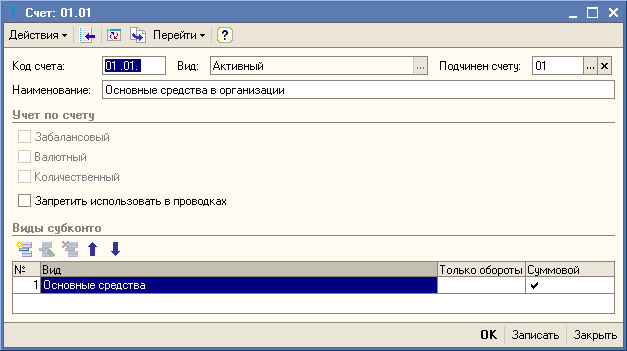 Счет: 01.01
Действия Перейти ?
Код счета: 01 .01. Вид: Активный ... Подчинен счету: 01 ... ×
Наименование: Основные средства в организации
Учет по счету
Забалансовый
Валютный
Количественный
Запретить использовать в проводках
Виды субконто
№ Вид Только обороты Суммовой
1 Основные средства
OK Записать Закрыть